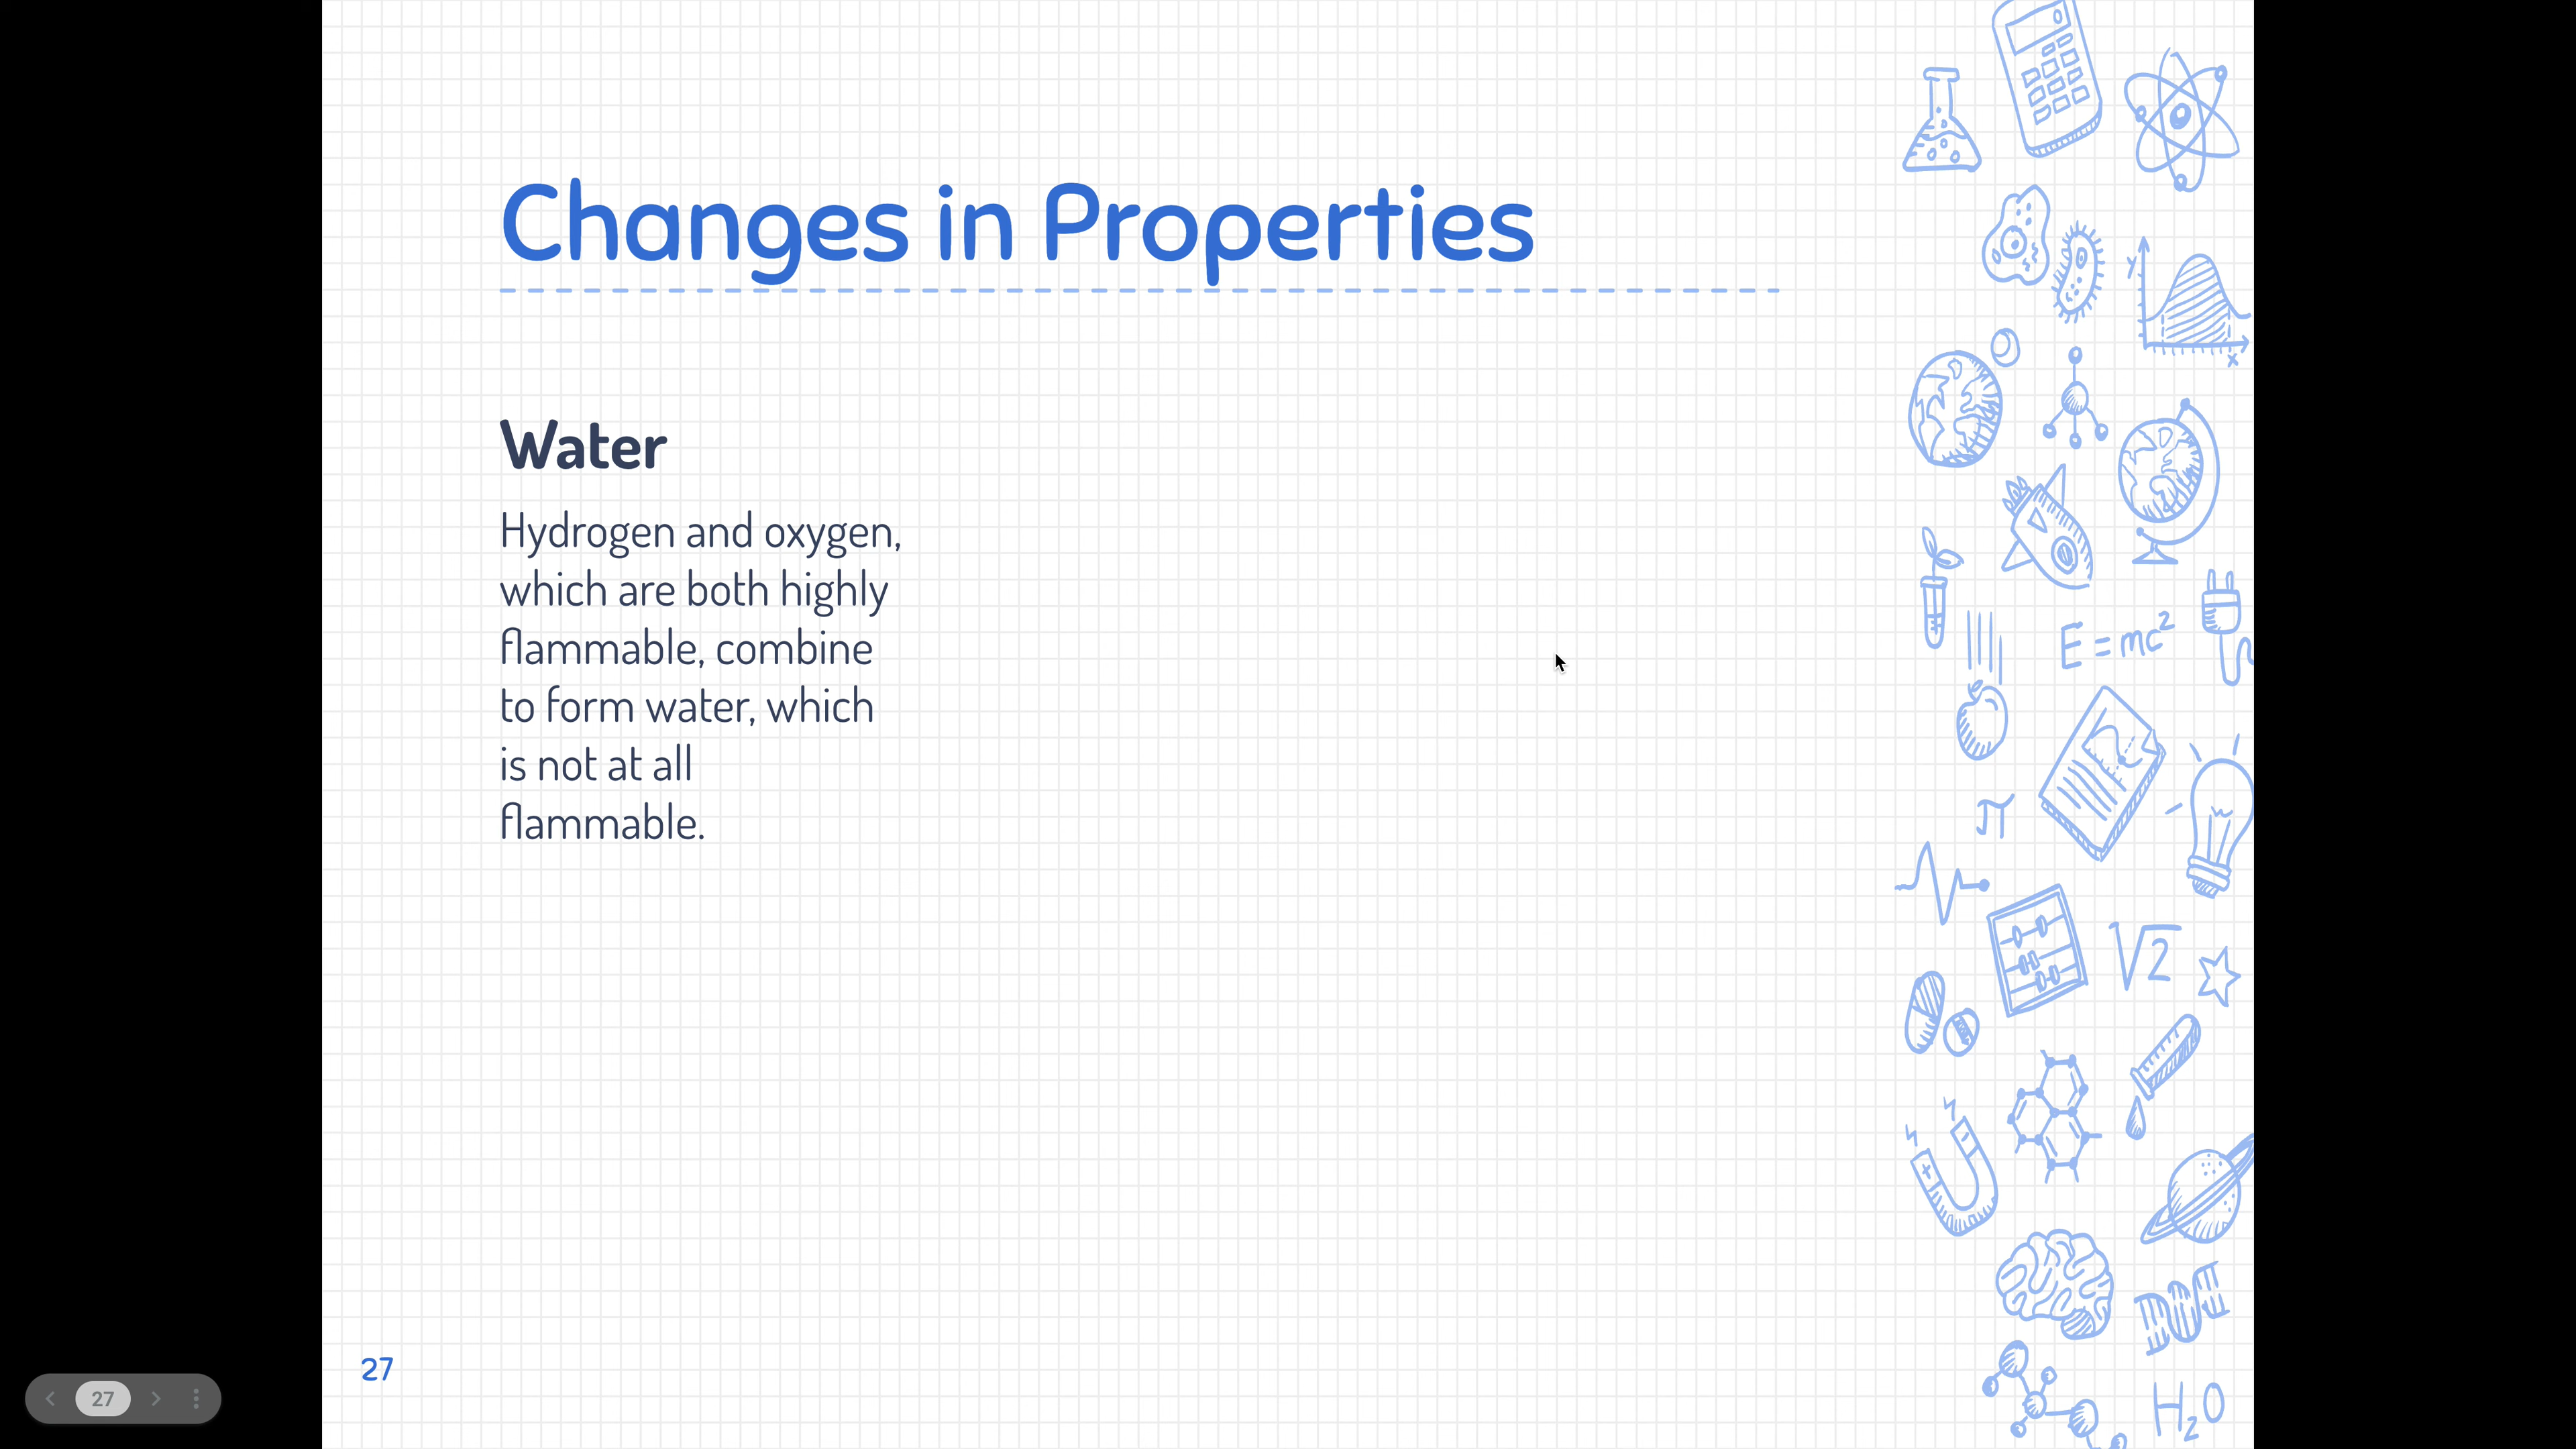 Changes in Properties
Water
Hydrogen and oxygen,
which are both highly
flammable, combine
to form water, which
is not at all
flammable.
27
27
y
x
E = mc²
π
√2
H₂O